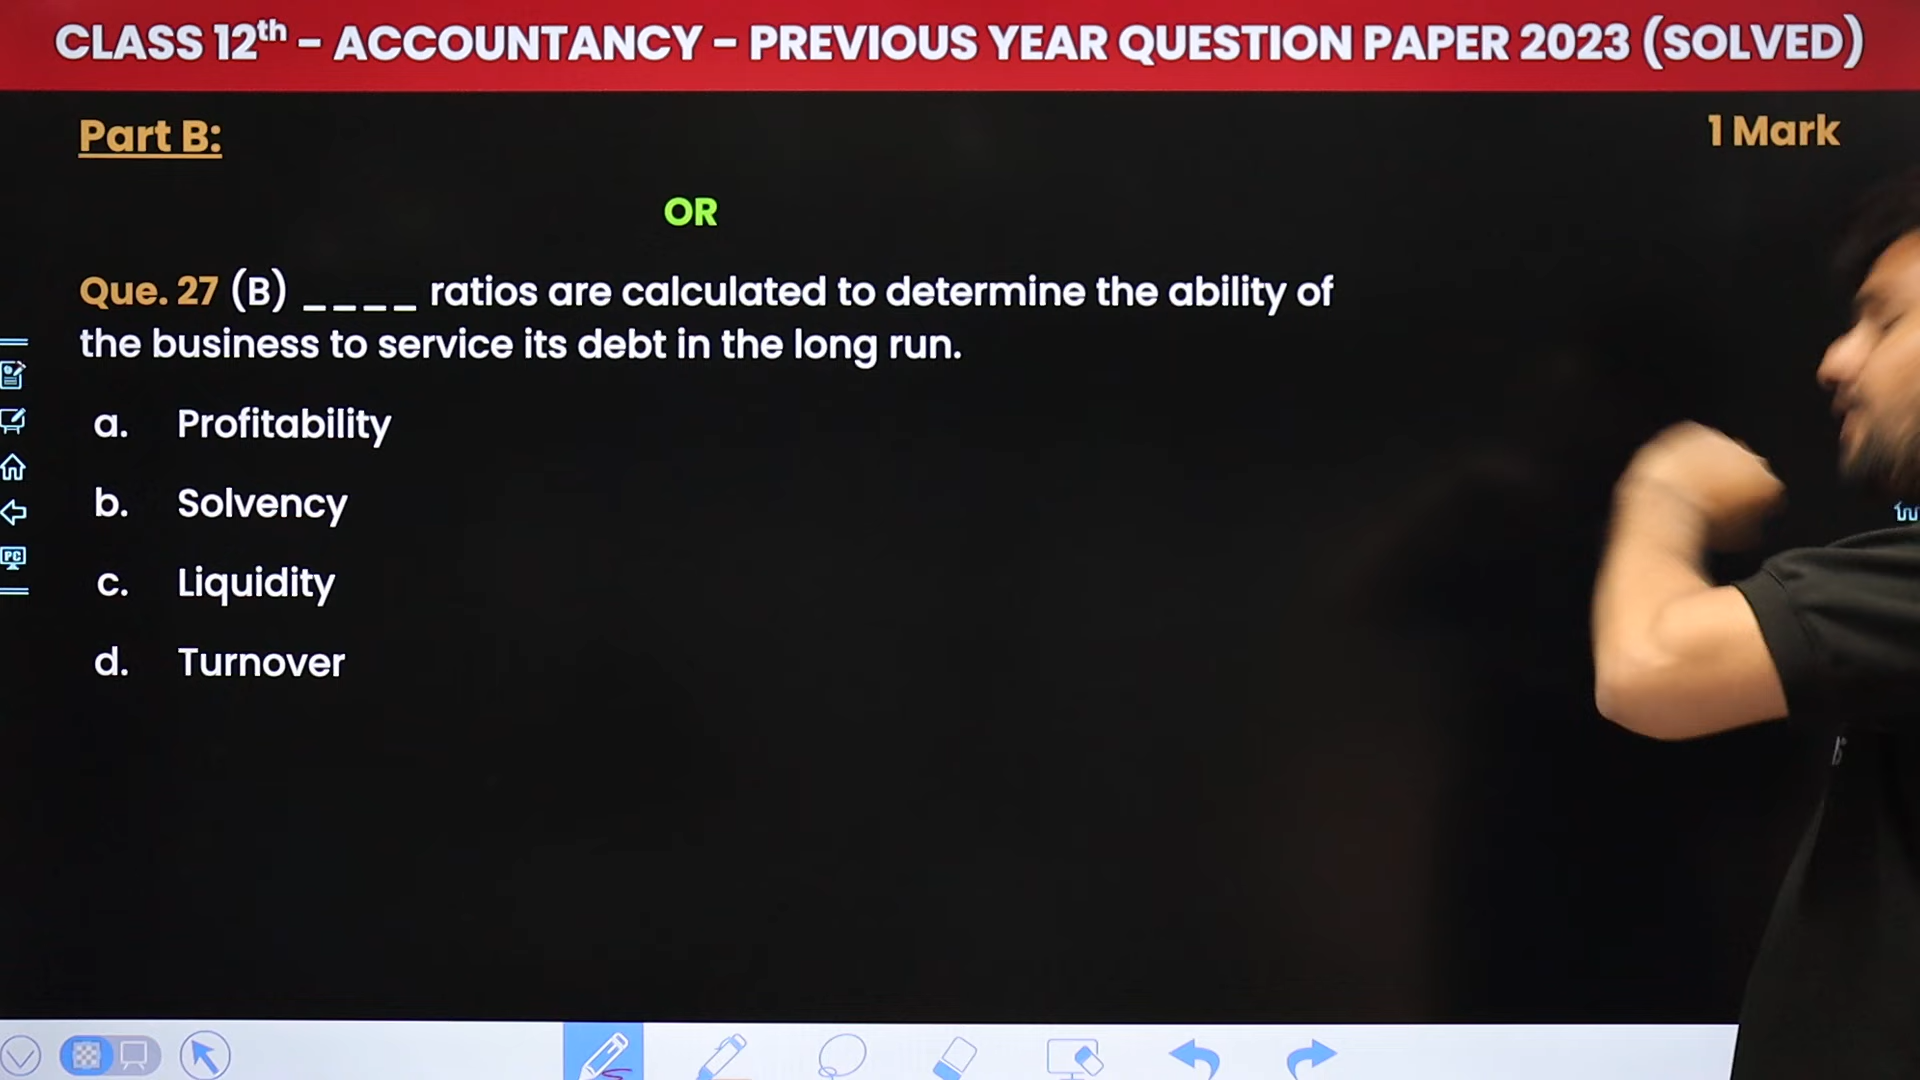 CLASS 12th – ACCOUNTANCY – PREVIOUS YEAR QUESTION PAPER 2023 (SOLVED)
Part B:
1 Mark
OR
Que. 27 (B) ____ ratios are calculated to determine the ability of
the business to service its debt in the long run.
a. Profitability
b. Solvency
c. Liquidity
d. Turnover
PC